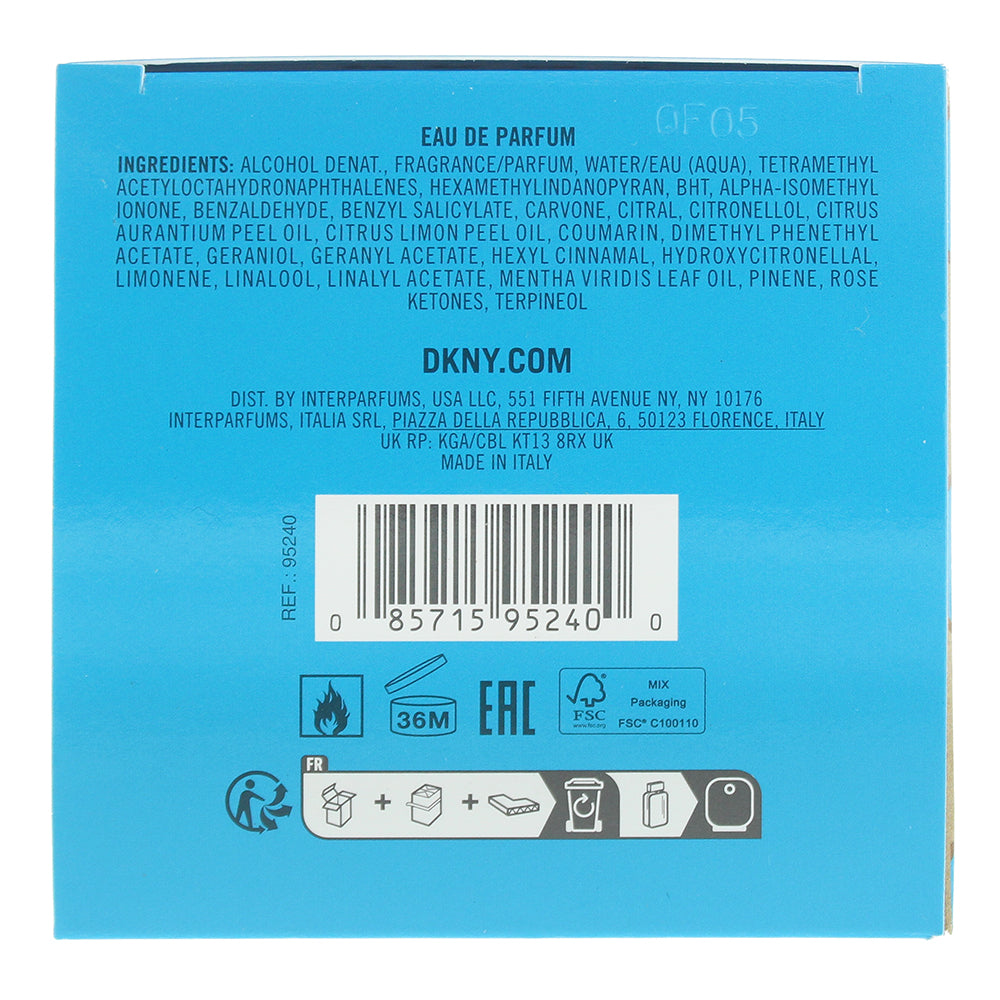 0F05
EAU DE PARFUM
INGREDIENTS: ALCOHOL DENAT., FRAGRANCE/PARFUM, WATER/EAU (AQUA), TETRAMETHYL
ACETYLOCTAHYDRONAPHTHALENES, HEXAMETHYLINDANOPYRAN, BHT, ALPHA-ISOMETHYL
IONONE, BENZALDEHYDE, BENZYL SALICYLATE, CARVONE, CITRAL, CITRONELLOL, CITRUS
AURANTIUM PEEL OIL, CITRUS LIMON PEEL OIL, COUMARIN, DIMETHYL PHENETHYL
ACETATE, GERANIOL, GERANYL ACETATE, HEXYL CINNAMAL, HYDROXYCITRONELLAL,
LIMONENE, LINALOOL, LINALYL ACETATE, MENTHA VIRIDIS LEAF OIL, PINENE, ROSE
KETONES, TERPINEOL
DKNY.COM
DIST. BY INTERPARFUMS, USA LLC, 551 FIFTH AVENUE NY, NY 10176
INTERPARFUMS, ITALIA SRL, PIAZZA DELLA REPUBBLICA, 6, 50123 FLORENCE, ITALY
UK RP: KGA/CBL KT13 8RX UK
MADE IN ITALY
REF.: 95240
0 85715 95240 0
36M
EAC
FSC
www.fsc.org
MIX
Packaging
FSC® C100110
FR